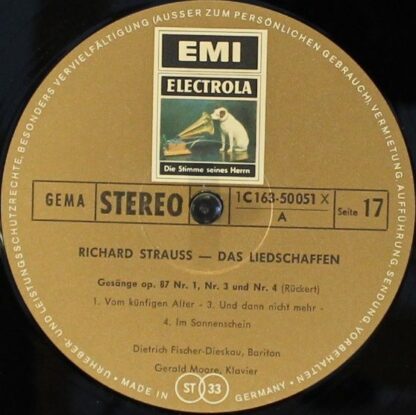 EMI
ELECTROLA
Die Stimme seines Herrn
GEMA STEREO 1C163-50051 X
A Seite 17
RICHARD STRAUSS — DAS LIEDSCHAFFEN
Gesänge op. 87 Nr. 1, Nr. 3 und Nr. 4 (Rückert)
1. Vom künfigen Alter - 3. Und dann nicht mehr -
4. Im Sonnenschein
Dietrich Fischer-Dieskau, Bariton
Gerald Moore, Klavier
URHEBER- UND LEISTUNGSSCHUTZRECHTE, BESONDERS VERVIELFÄLTIGUNG (AUSSER ZUM PERSÖNLICHEN GEBRAUCH), VERMIETUNG, AUFFÜHRUNG, SENDUNG, VORBEHALTEN
• MADE IN ST 33 GERMANY •